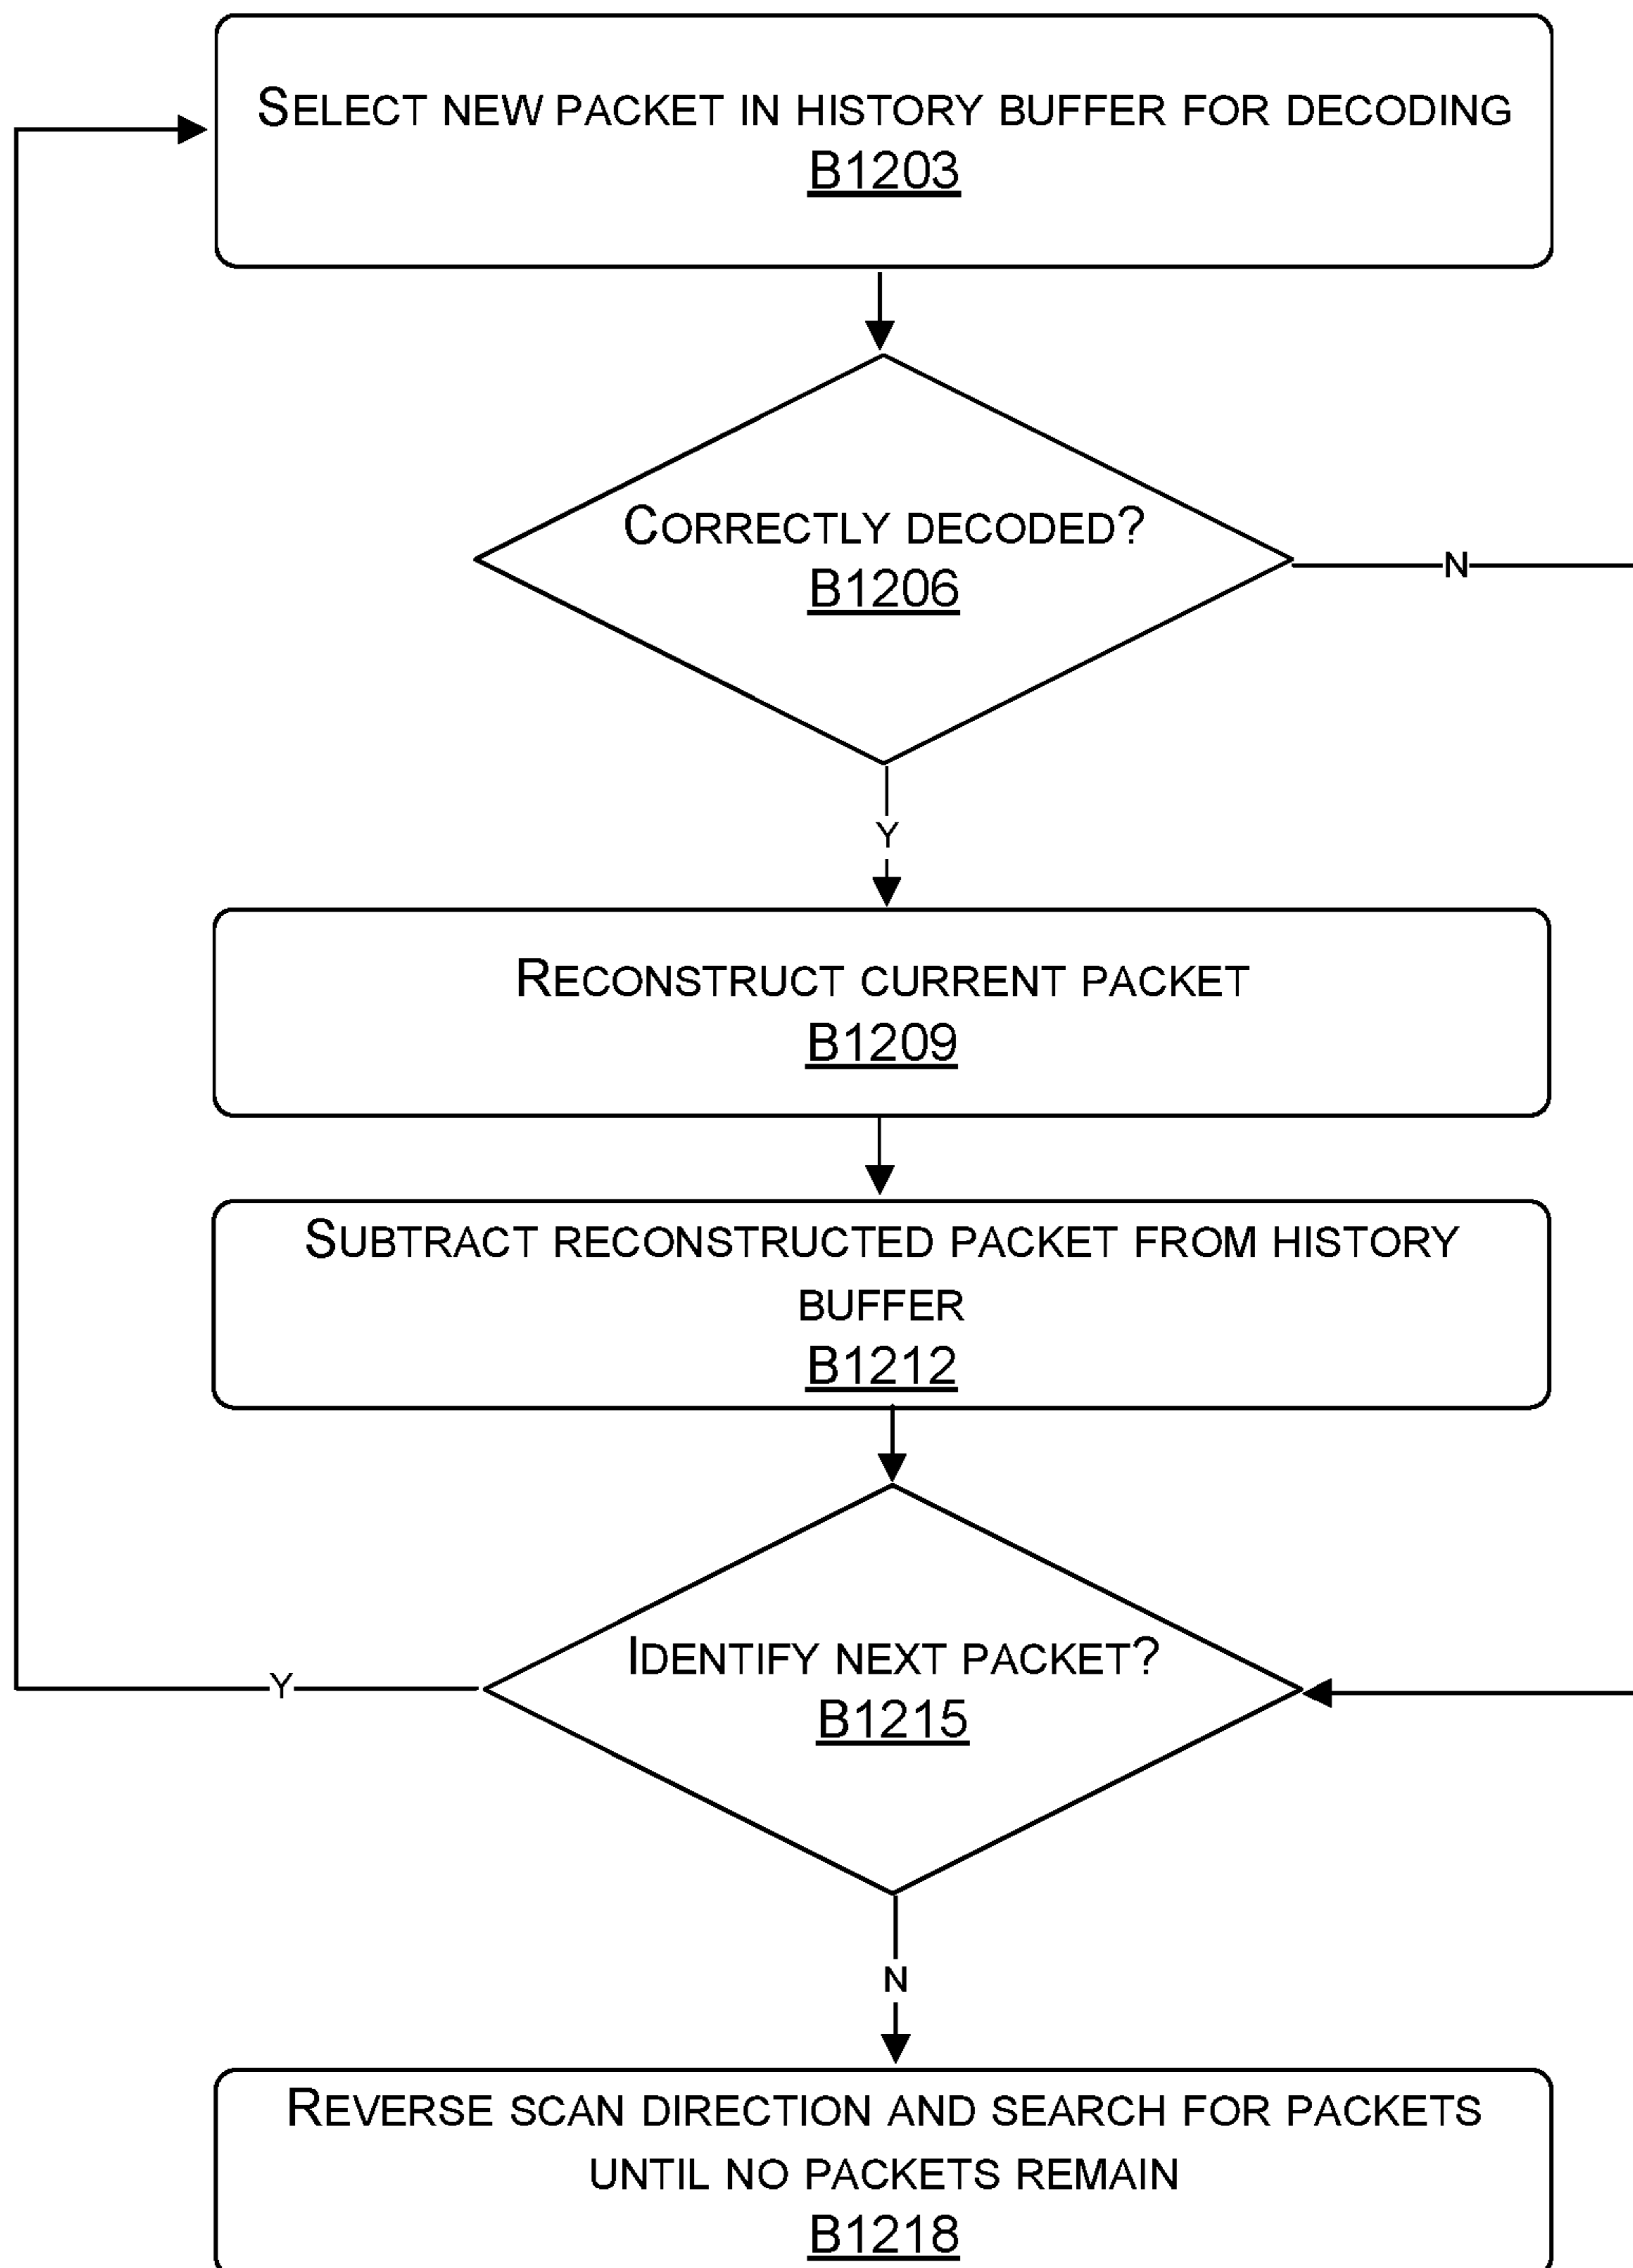 SELECT NEW PACKET IN HISTORY BUFFER FOR DECODING
B1203
CORRECTLY DECODED?
B1206
N
Y
RECONSTRUCT CURRENT PACKET
B1209
SUBTRACT RECONSTRUCTED PACKET FROM HISTORY
BUFFER
B1212
IDENTIFY NEXT PACKET?
B1215
Y
N
REVERSE SCAN DIRECTION AND SEARCH FOR PACKETS
UNTIL NO PACKETS REMAIN
B1218